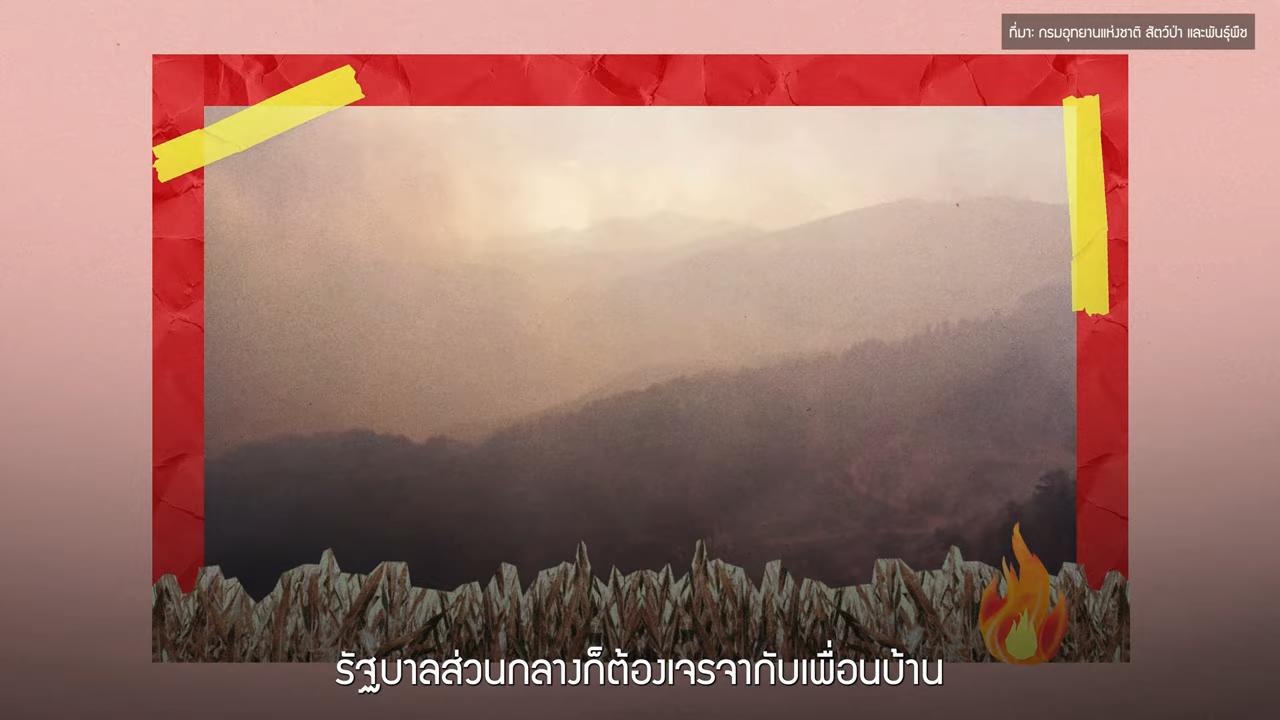 ที่มา: กรมอุทยานแห่งชาติ สัตว์ป่า และพันธุ์พืช
รัฐบาลส่วนกลางก็ต้องเจรจากับเพื่อนบ้าน